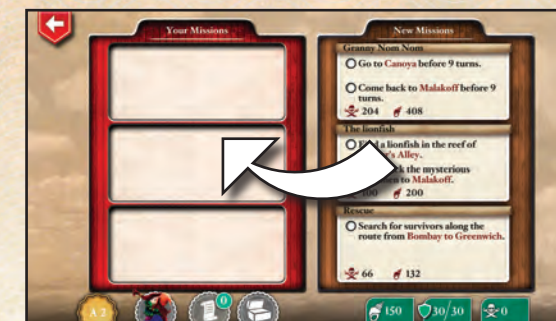 Your Missions
New Missions
Granny Nom Nom
Go to Canoya before 9 turns.
Come back to Malakoff before 9
turns.
204 408
The lionfish
a lionfish in the reef of
Alley.
the mysterious
to Malakoff.
200
Rescue
Search for survivors along the
route from Bombay to Greenwich.
66 132
A 2
0
150
30/30
0